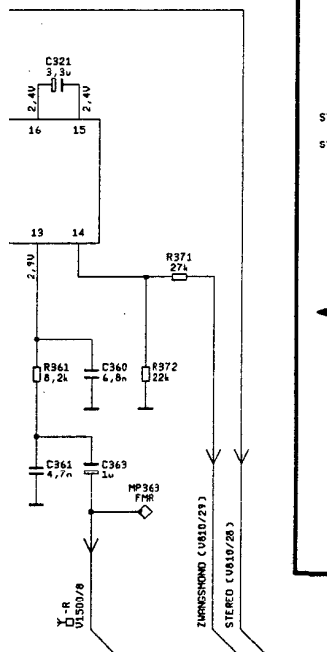 C321
3,3u
2,4V
2,4V
16
15
13
14
2,9V
R371
27k
R361
8,2k
C360
6,8n
R372
22k
C361
4,7n
C363
1u
MP363
FMR
-R
V1500/8
ZWANGSMONO (V810/29)
STEREO (V810/28)